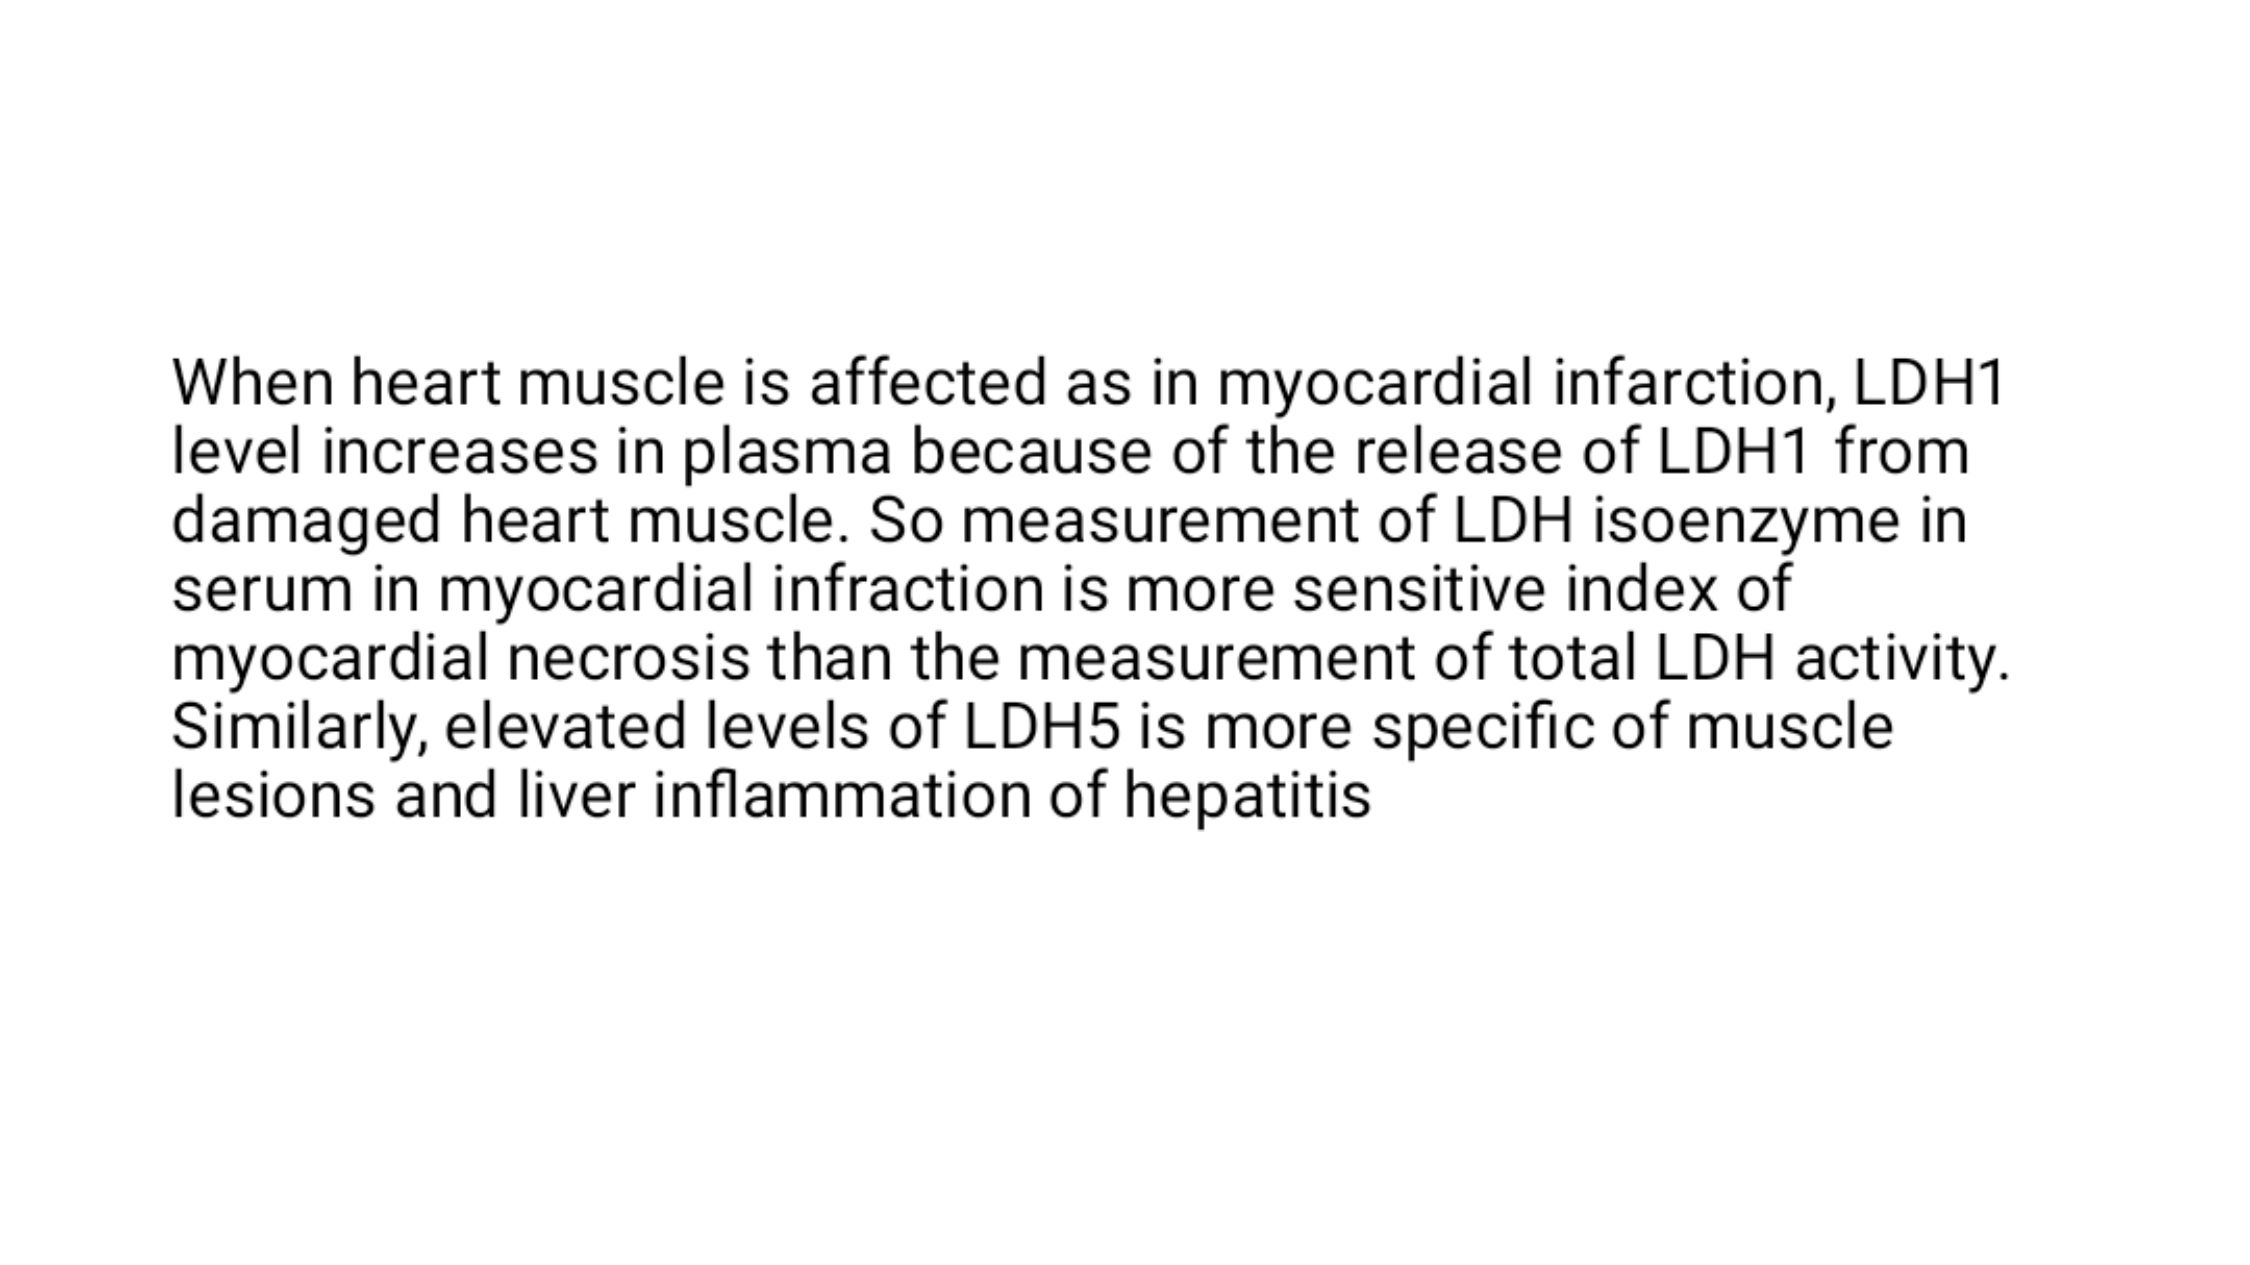 When heart muscle is affected as in myocardial infarction, LDH1
level increases in plasma because of the release of LDH1 from
damaged heart muscle. So measurement of LDH isoenzyme in
serum in myocardial infraction is more sensitive index of
myocardial necrosis than the measurement of total LDH activity.
Similarly, elevated levels of LDH5 is more specific of muscle
lesions and liver inflammation of hepatitis